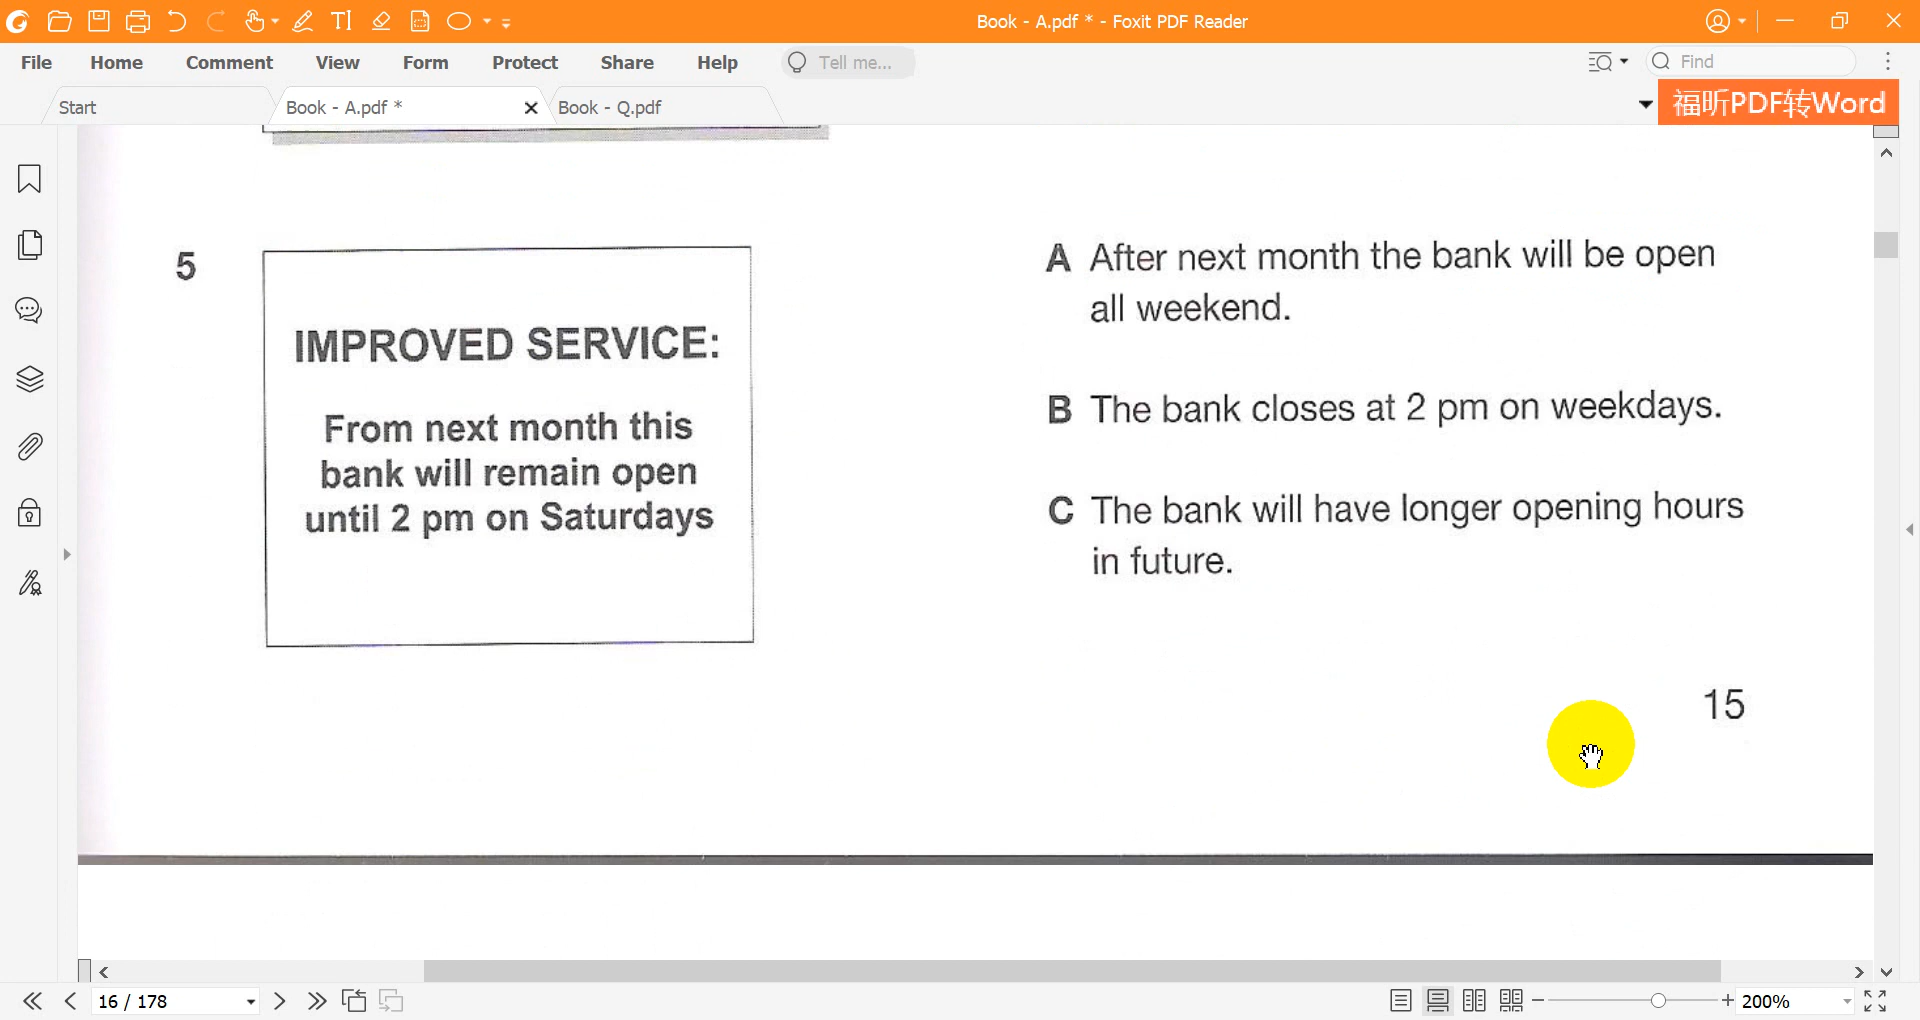 Book - A.pdf * - Foxit PDF Reader
File Home Comment View Form Protect Share Help Tell me... Find
Start Book - A.pdf * Book - Q.pdf 福昕PDF转Word
5
IMPROVED SERVICE:
From next month this
bank will remain open
until 2 pm on Saturdays
A After next month the bank will be open
all weekend.
B The bank closes at 2 pm on weekdays.
C The bank will have longer opening hours
in future.
15
16 / 178 200%